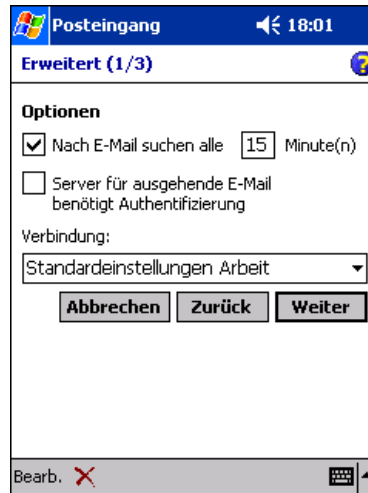 Posteingang 18:01
Erweitert (1/3) ?
Optionen
Nach E-Mail suchen alle 15 Minute(n)
Server für ausgehende E-Mail
benötigt Authentifizierung
Verbindung:
Standardeinstellungen Arbeit
Abbrechen Zurück Weiter
Bearb.